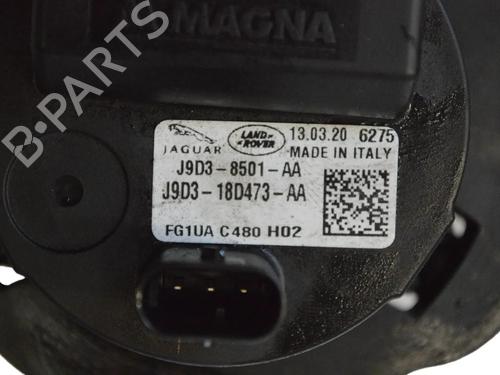 MAGNA
JAGUAR
LAND
ROVER
13.03.20 6275
MADE IN ITALY
J9D3-8501-AA
J9D3-18D473-AA
FG1UA C480 H02
B-PARTS